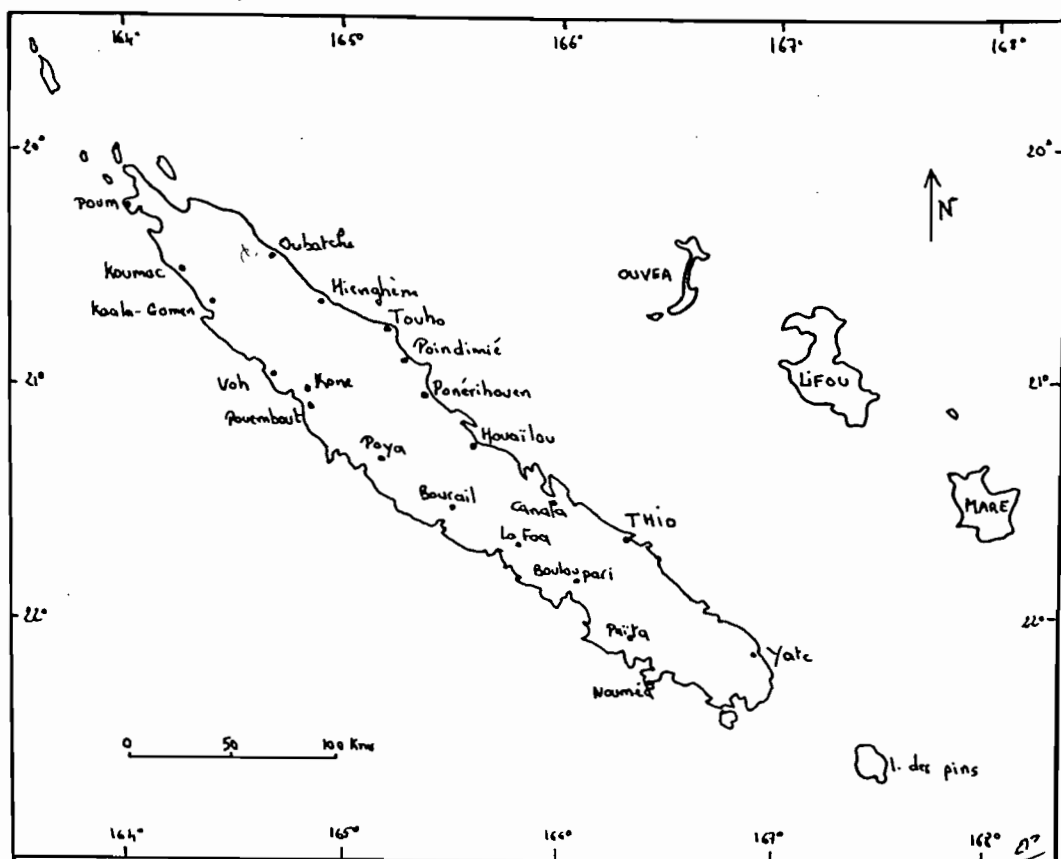 164°
165°
166°
167°
168°
20°
20°
Poum
Oubatche
N
OUVEA
Koumac
Hienghène
Kaala-Gomen
Touho
Poindimié
21°
21°
LIFOU
Voh
Kone
Ponérihouen
Pouembout
Houaïlou
Poya
Bourail
Canala
MARE
THIO
La Foa
Bouloupari
22°
22°
Païta
Yate
Nouméa
0 50 100 Kms
I. des pins
164°
165°
166°
167°
168°